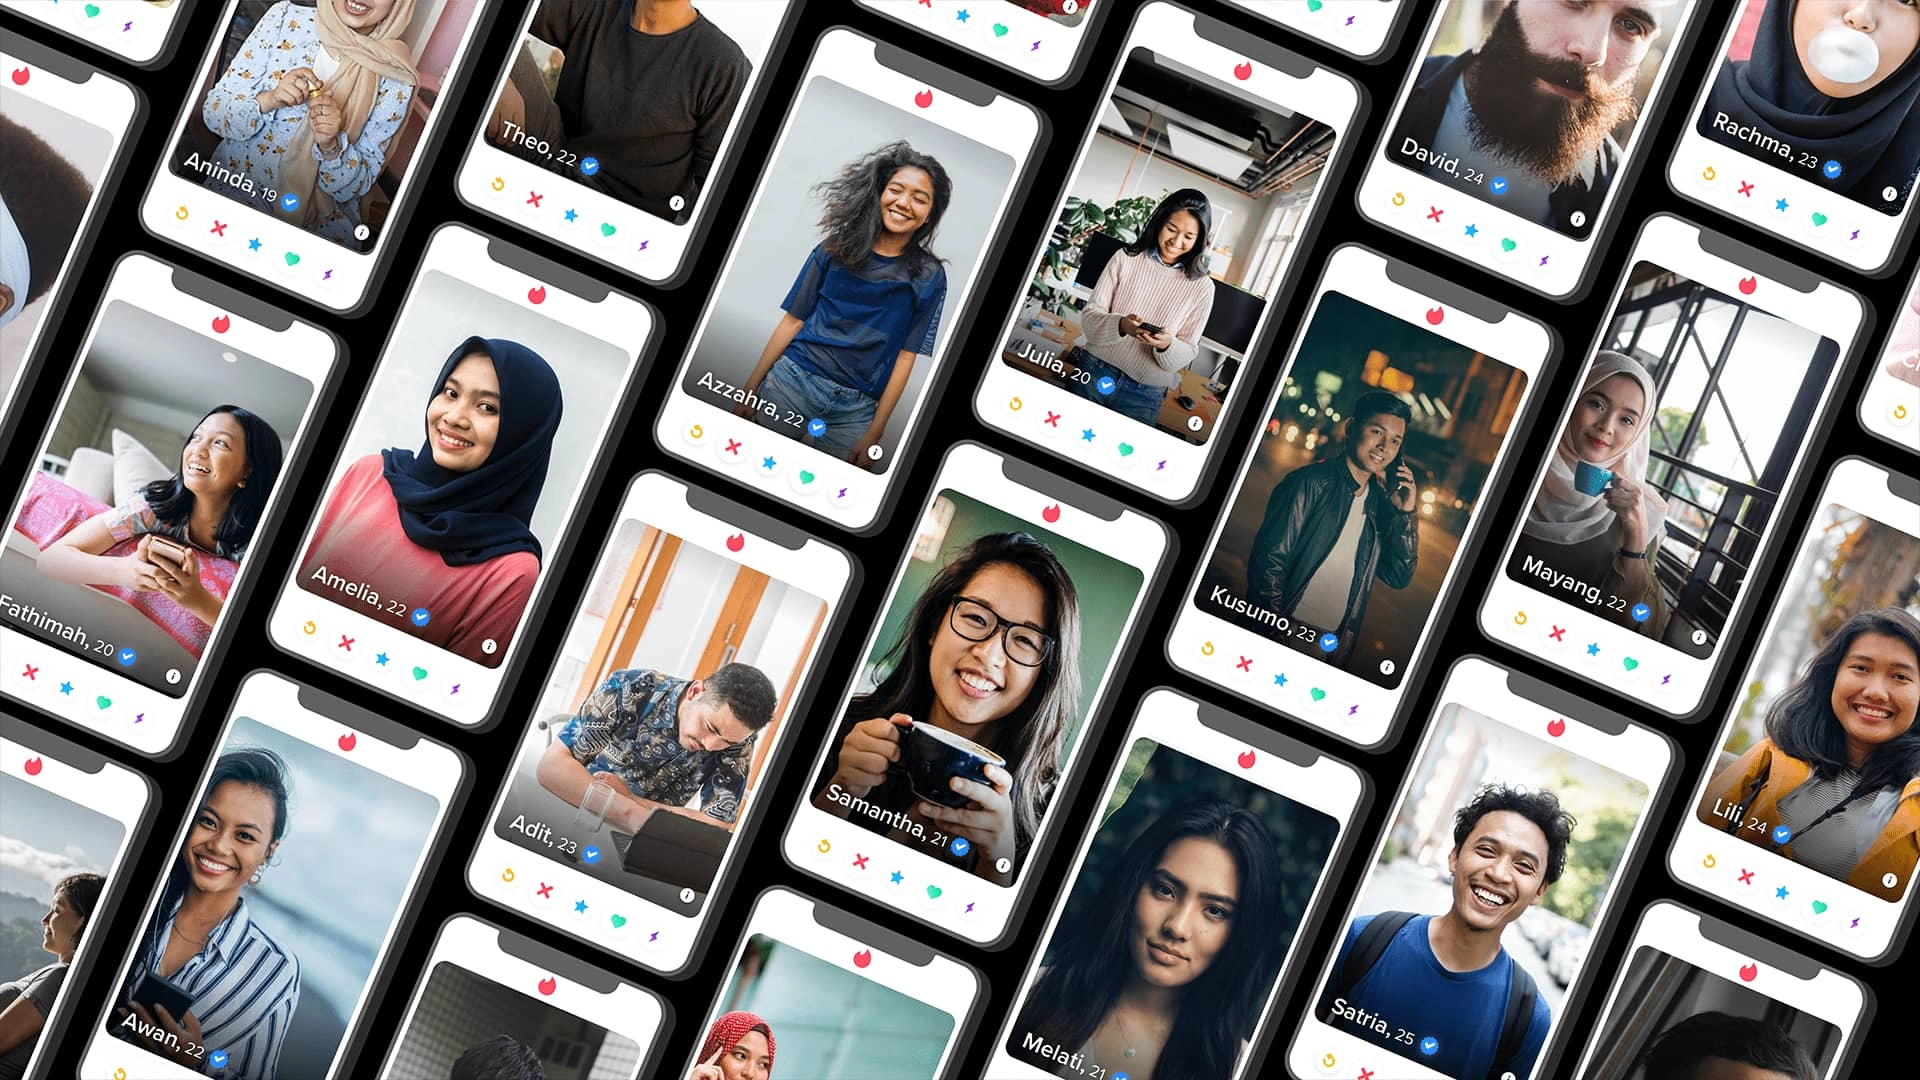 Aninda, 19
Theo, 22
David, 24
Rachma, 23
Azzahra, 22
Julia, 20
Fathimah, 20
Amelia, 22
Kusumo, 23
Mayang, 22
Adit, 23
Samantha, 21
Lili, 24
Awan, 22
Melati, 21
Satria, 25